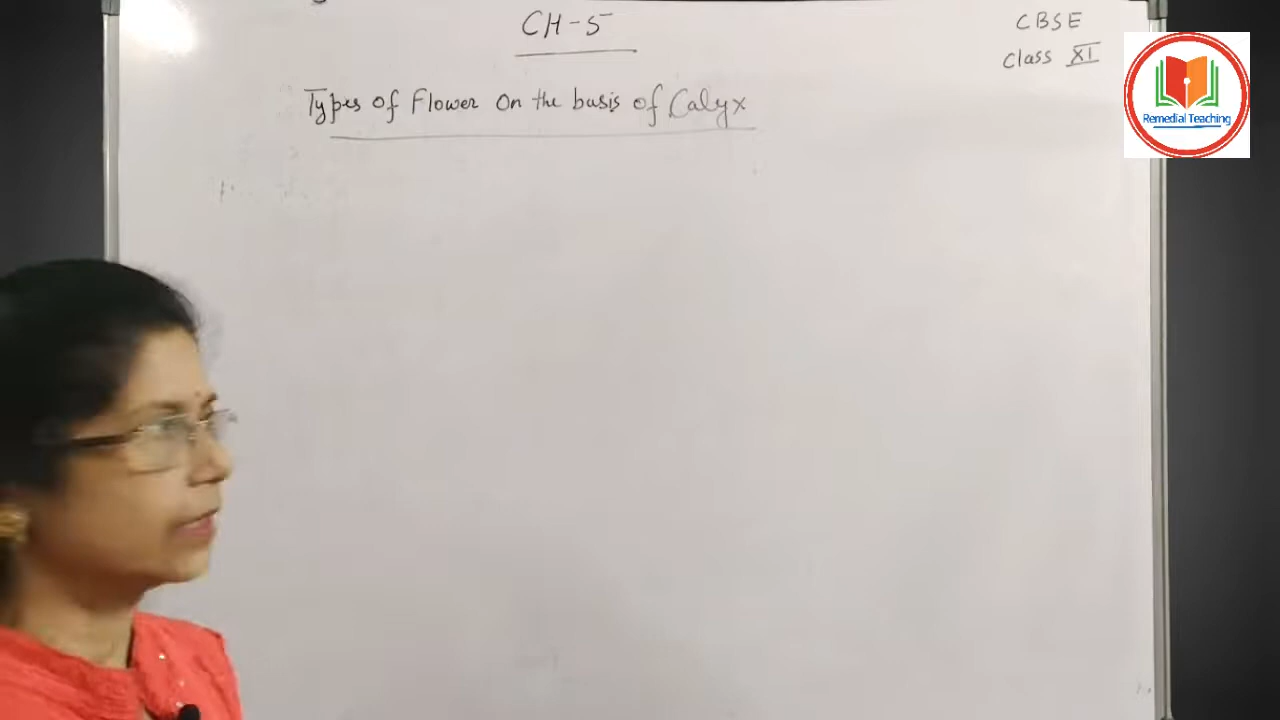 CH-5
CBSE
Class XI
Types of Flower On the basis of Calyx
Remedial Teaching